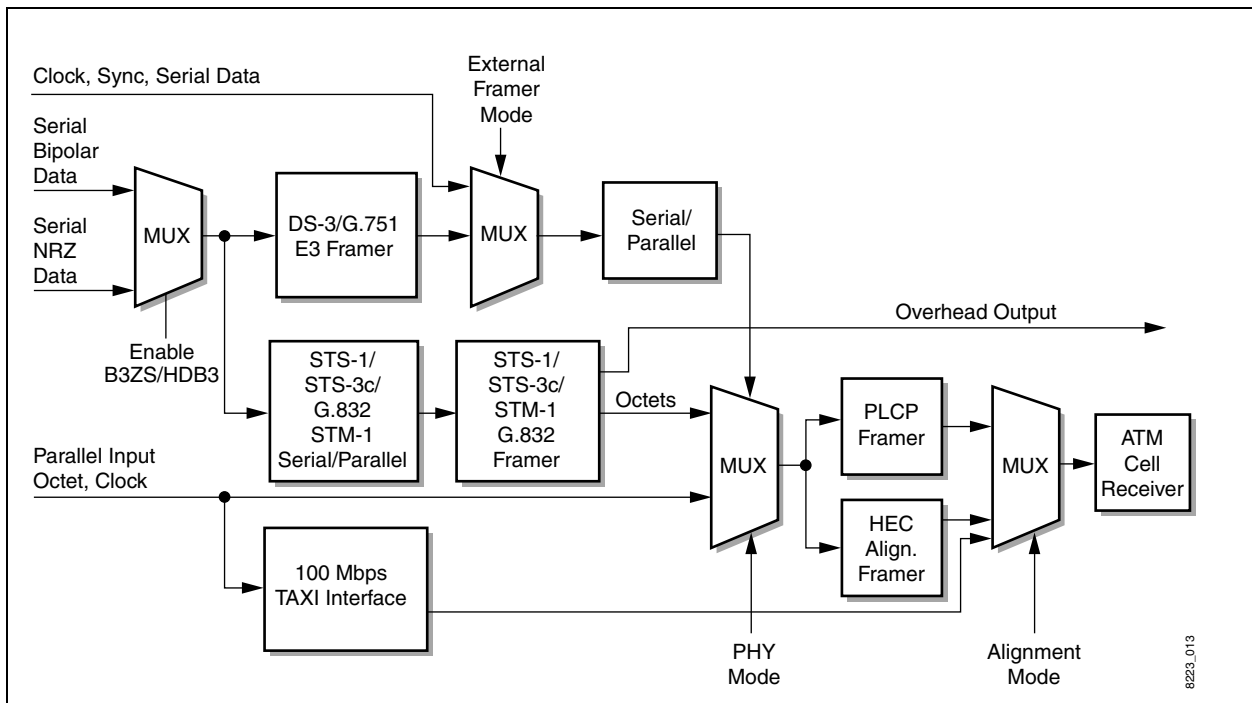 Clock, Sync, Serial Data
External
Framer
Mode
Serial
Bipolar
Data
Serial
NRZ
Data
MUX
DS-3/G.751
E3 Framer
MUX
Serial/
Parallel
Enable
B3ZS/HDB3
Overhead Output
STS-1/
STS-3c/
G.832
STM-1
Serial/Parallel
STS-1/
STS-3c/
STM-1
G.832
Framer
Octets
Parallel Input
Octet, Clock
MUX
PLCP
Framer
HEC
Align.
Framer
MUX
ATM
Cell
Receiver
100 Mbps
TAXI Interface
PHY
Mode
Alignment
Mode
8223_013